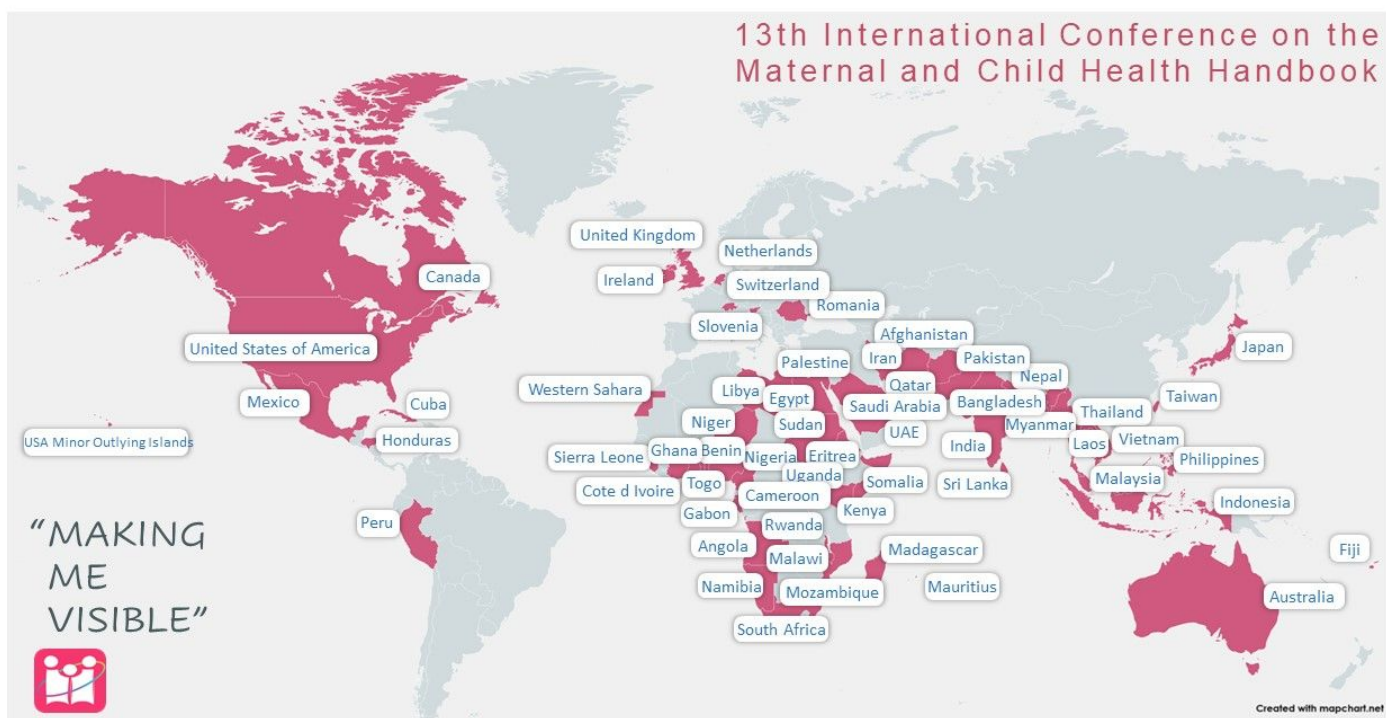 13th International Conference on the
Maternal and Child Health Handbook
United Kingdom
Netherlands
Ireland
Canada
Switzerland
Romania
Slovenia
Afghanistan
United States of America
Iran
Pakistan
Japan
Palestine
Nepal
Western Sahara
Libya
Qatar
Mexico
Cuba
Egypt
Saudi Arabia
Bangladesh
Taiwan
Niger
Sudan
UAE
Myanmar
Thailand
USA Minor Outlying Islands
Honduras
India
Laos
Vietnam
Sierra Leone
Ghana
Benin
Nigeria
Eritrea
Philippines
Uganda
Somalia
Sri Lanka
Malaysia
Cote d Ivoire
Togo
Cameroon
Indonesia
Gabon
Kenya
Peru
Rwanda
“MAKING
ME
VISIBLE”
Angola
Malawi
Madagascar
Fiji
Namibia
Mozambique
Mauritius
Australia
South Africa
Created with mapchart.net